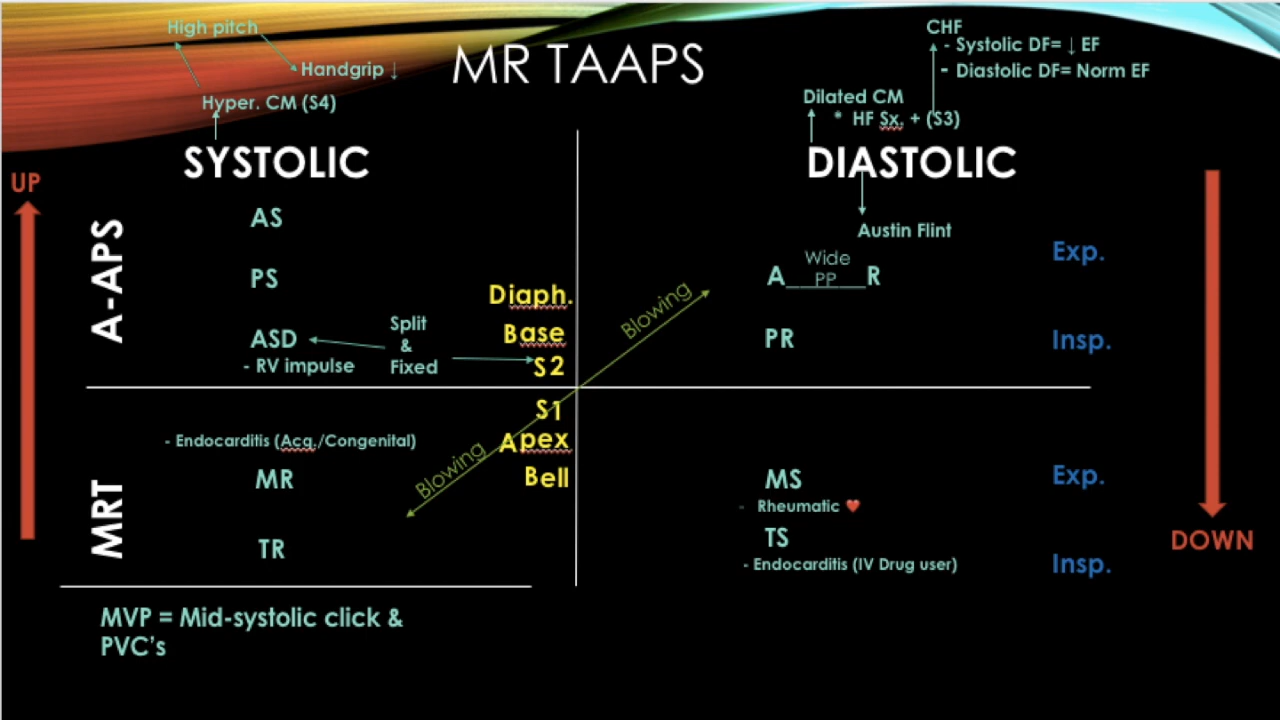 High pitch
Handgrip ↓
Hyper. CM (S4)
MR TAAPS
CHF
- Systolic DF= ↓ EF
- Diastolic DF= Norm EF
Dilated CM
* HF Sx. + (S3)
SYSTOLIC
DIASTOLIC
UP
A-APS
AS
PS
ASD
- RV impulse
Split
&
Fixed
Diaph.
Base
S2
Blowing
Austin Flint
Wide
A___PP___R
PR
Exp.
Insp.
S1
Apex
Bell
Blowing
MRT
- Endocarditis (Acq./Congenital)
MR
TR
MS
- Rheumatic ♥
TS
- Endocarditis (IV Drug user)
Exp.
Insp.
DOWN
MVP = Mid-systolic click &
PVC's